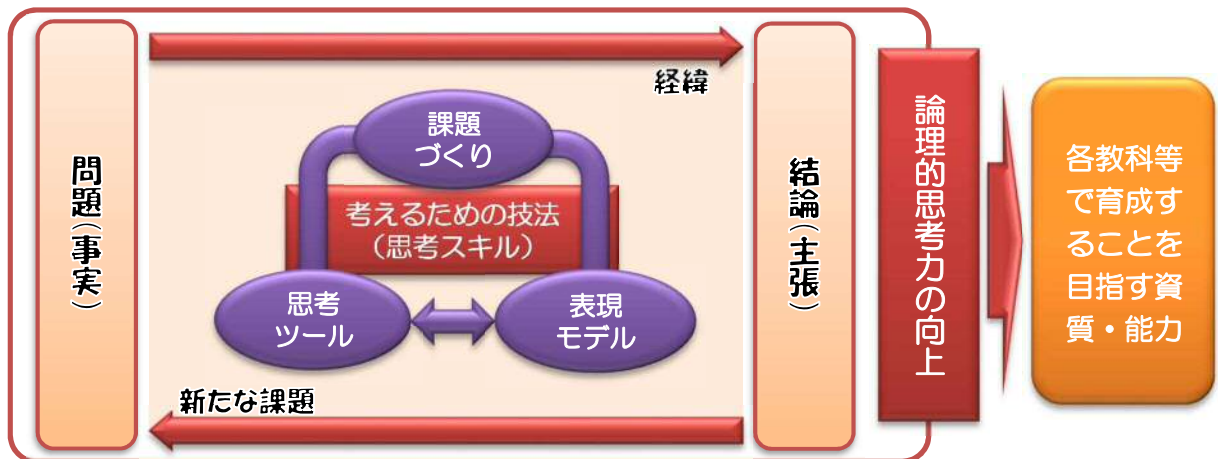 問題(事実)
経緯
課題
づくり
考えるための技法
（思考スキル）
思考
ツール
表現
モデル
新たな課題
結論(主張)
論理的思考力の向上
各教科等
で育成す
ることを
目指す資
質・能力